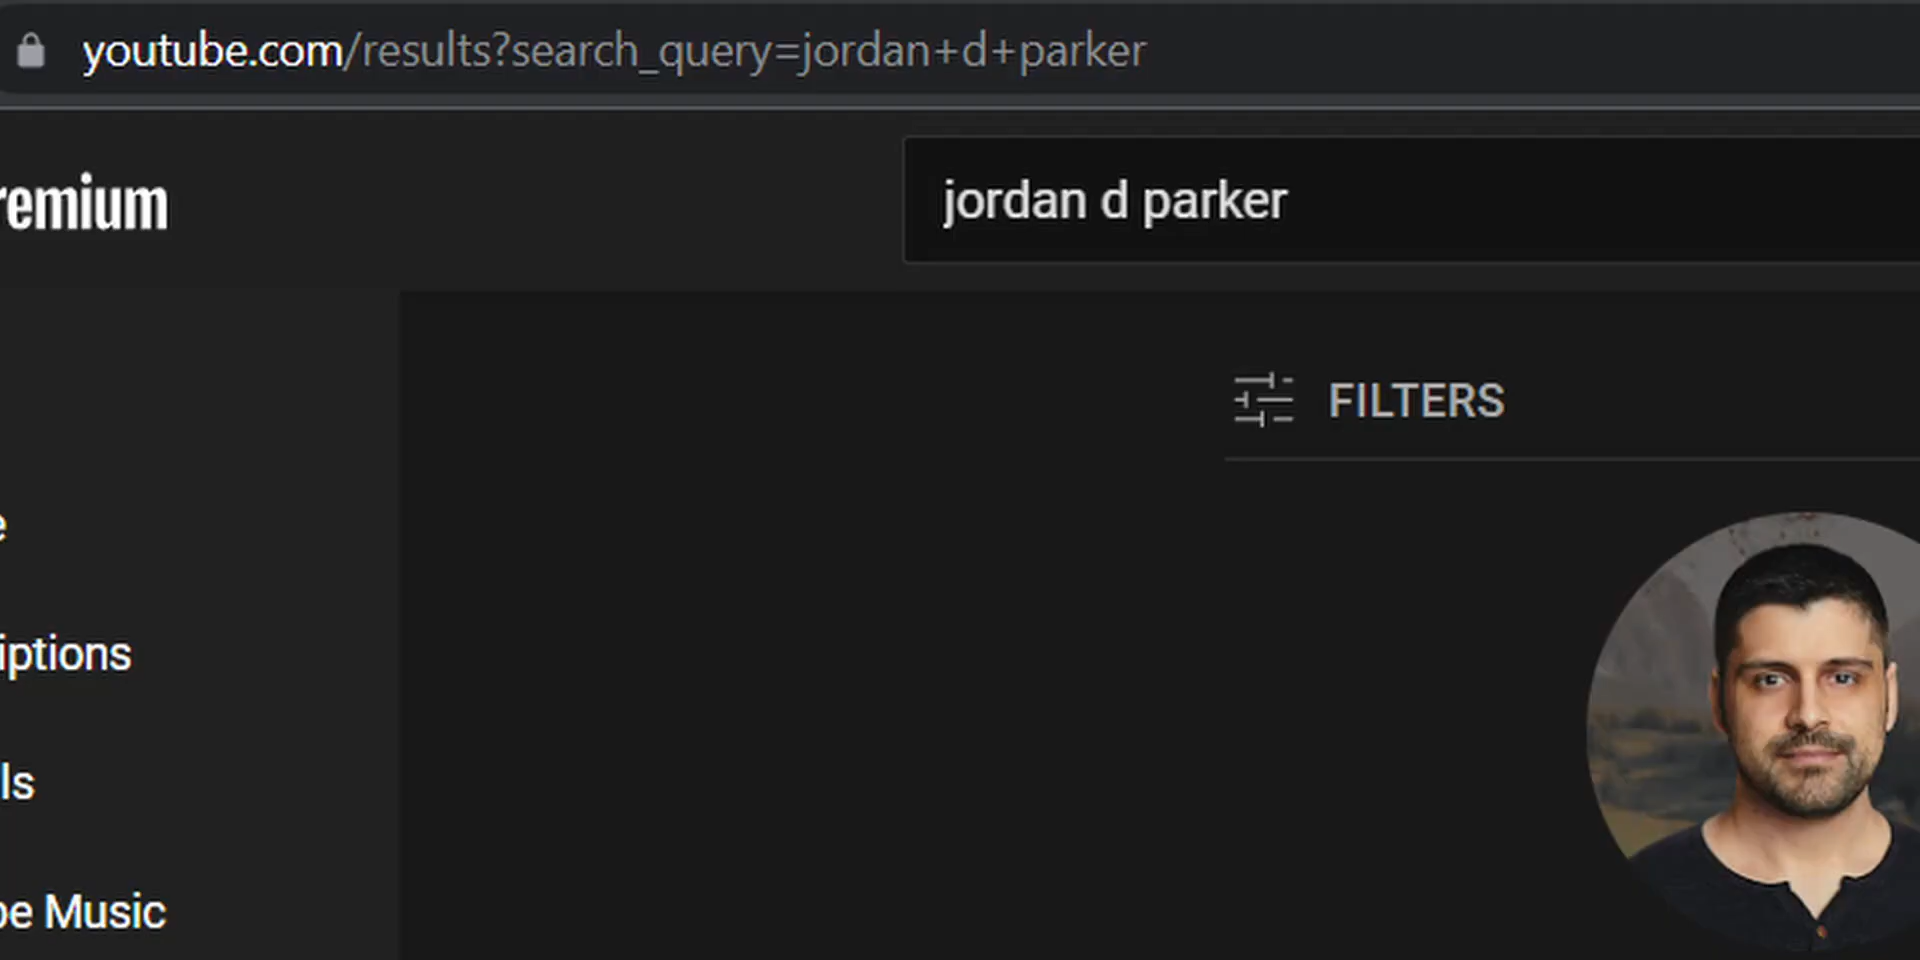 youtube.com/results?search_query=jordan+d+parker
remium
jordan d parker
FILTERS
e
iptions
ls
be Music